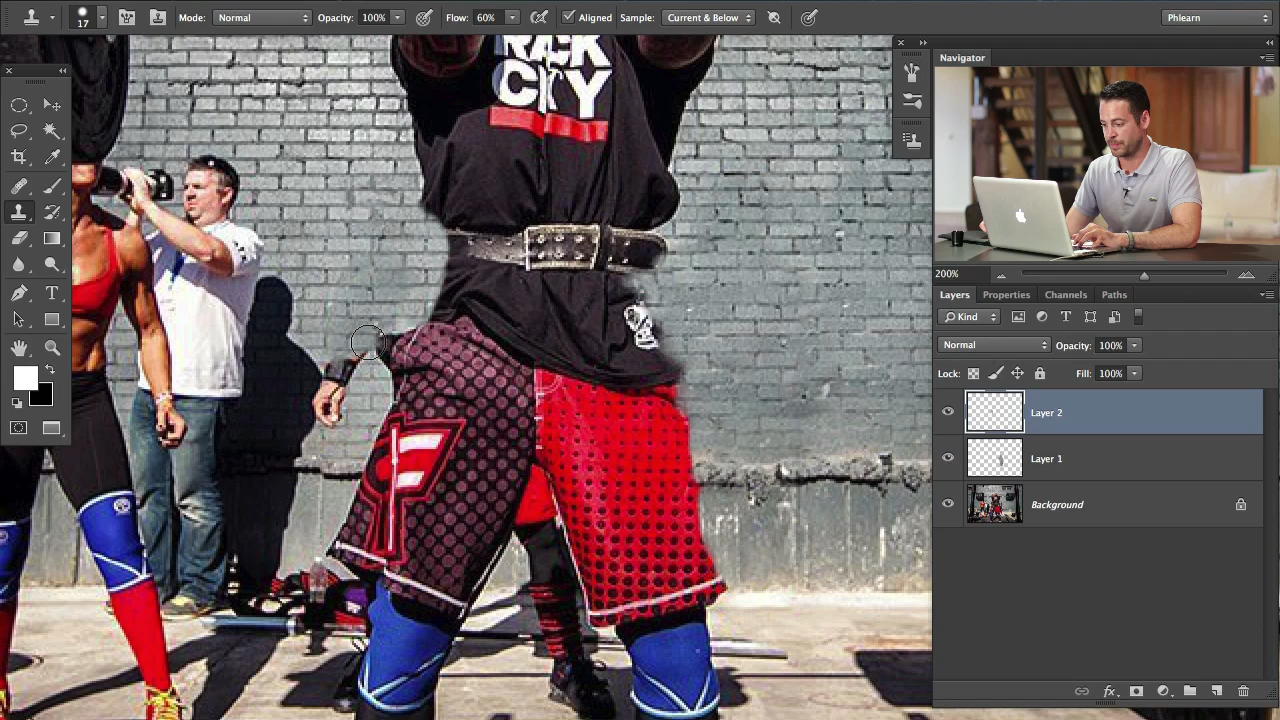 17
Mode: Normal
Opacity: 100%
Flow: 60%
Aligned
Sample: Current & Below
Phlearn
Navigator
CITY
200%
Layers Properties Channels Paths
Kind
Normal Opacity: 100%
Lock: Fill: 100%
Layer 2
Layer 1
Background
fx
F